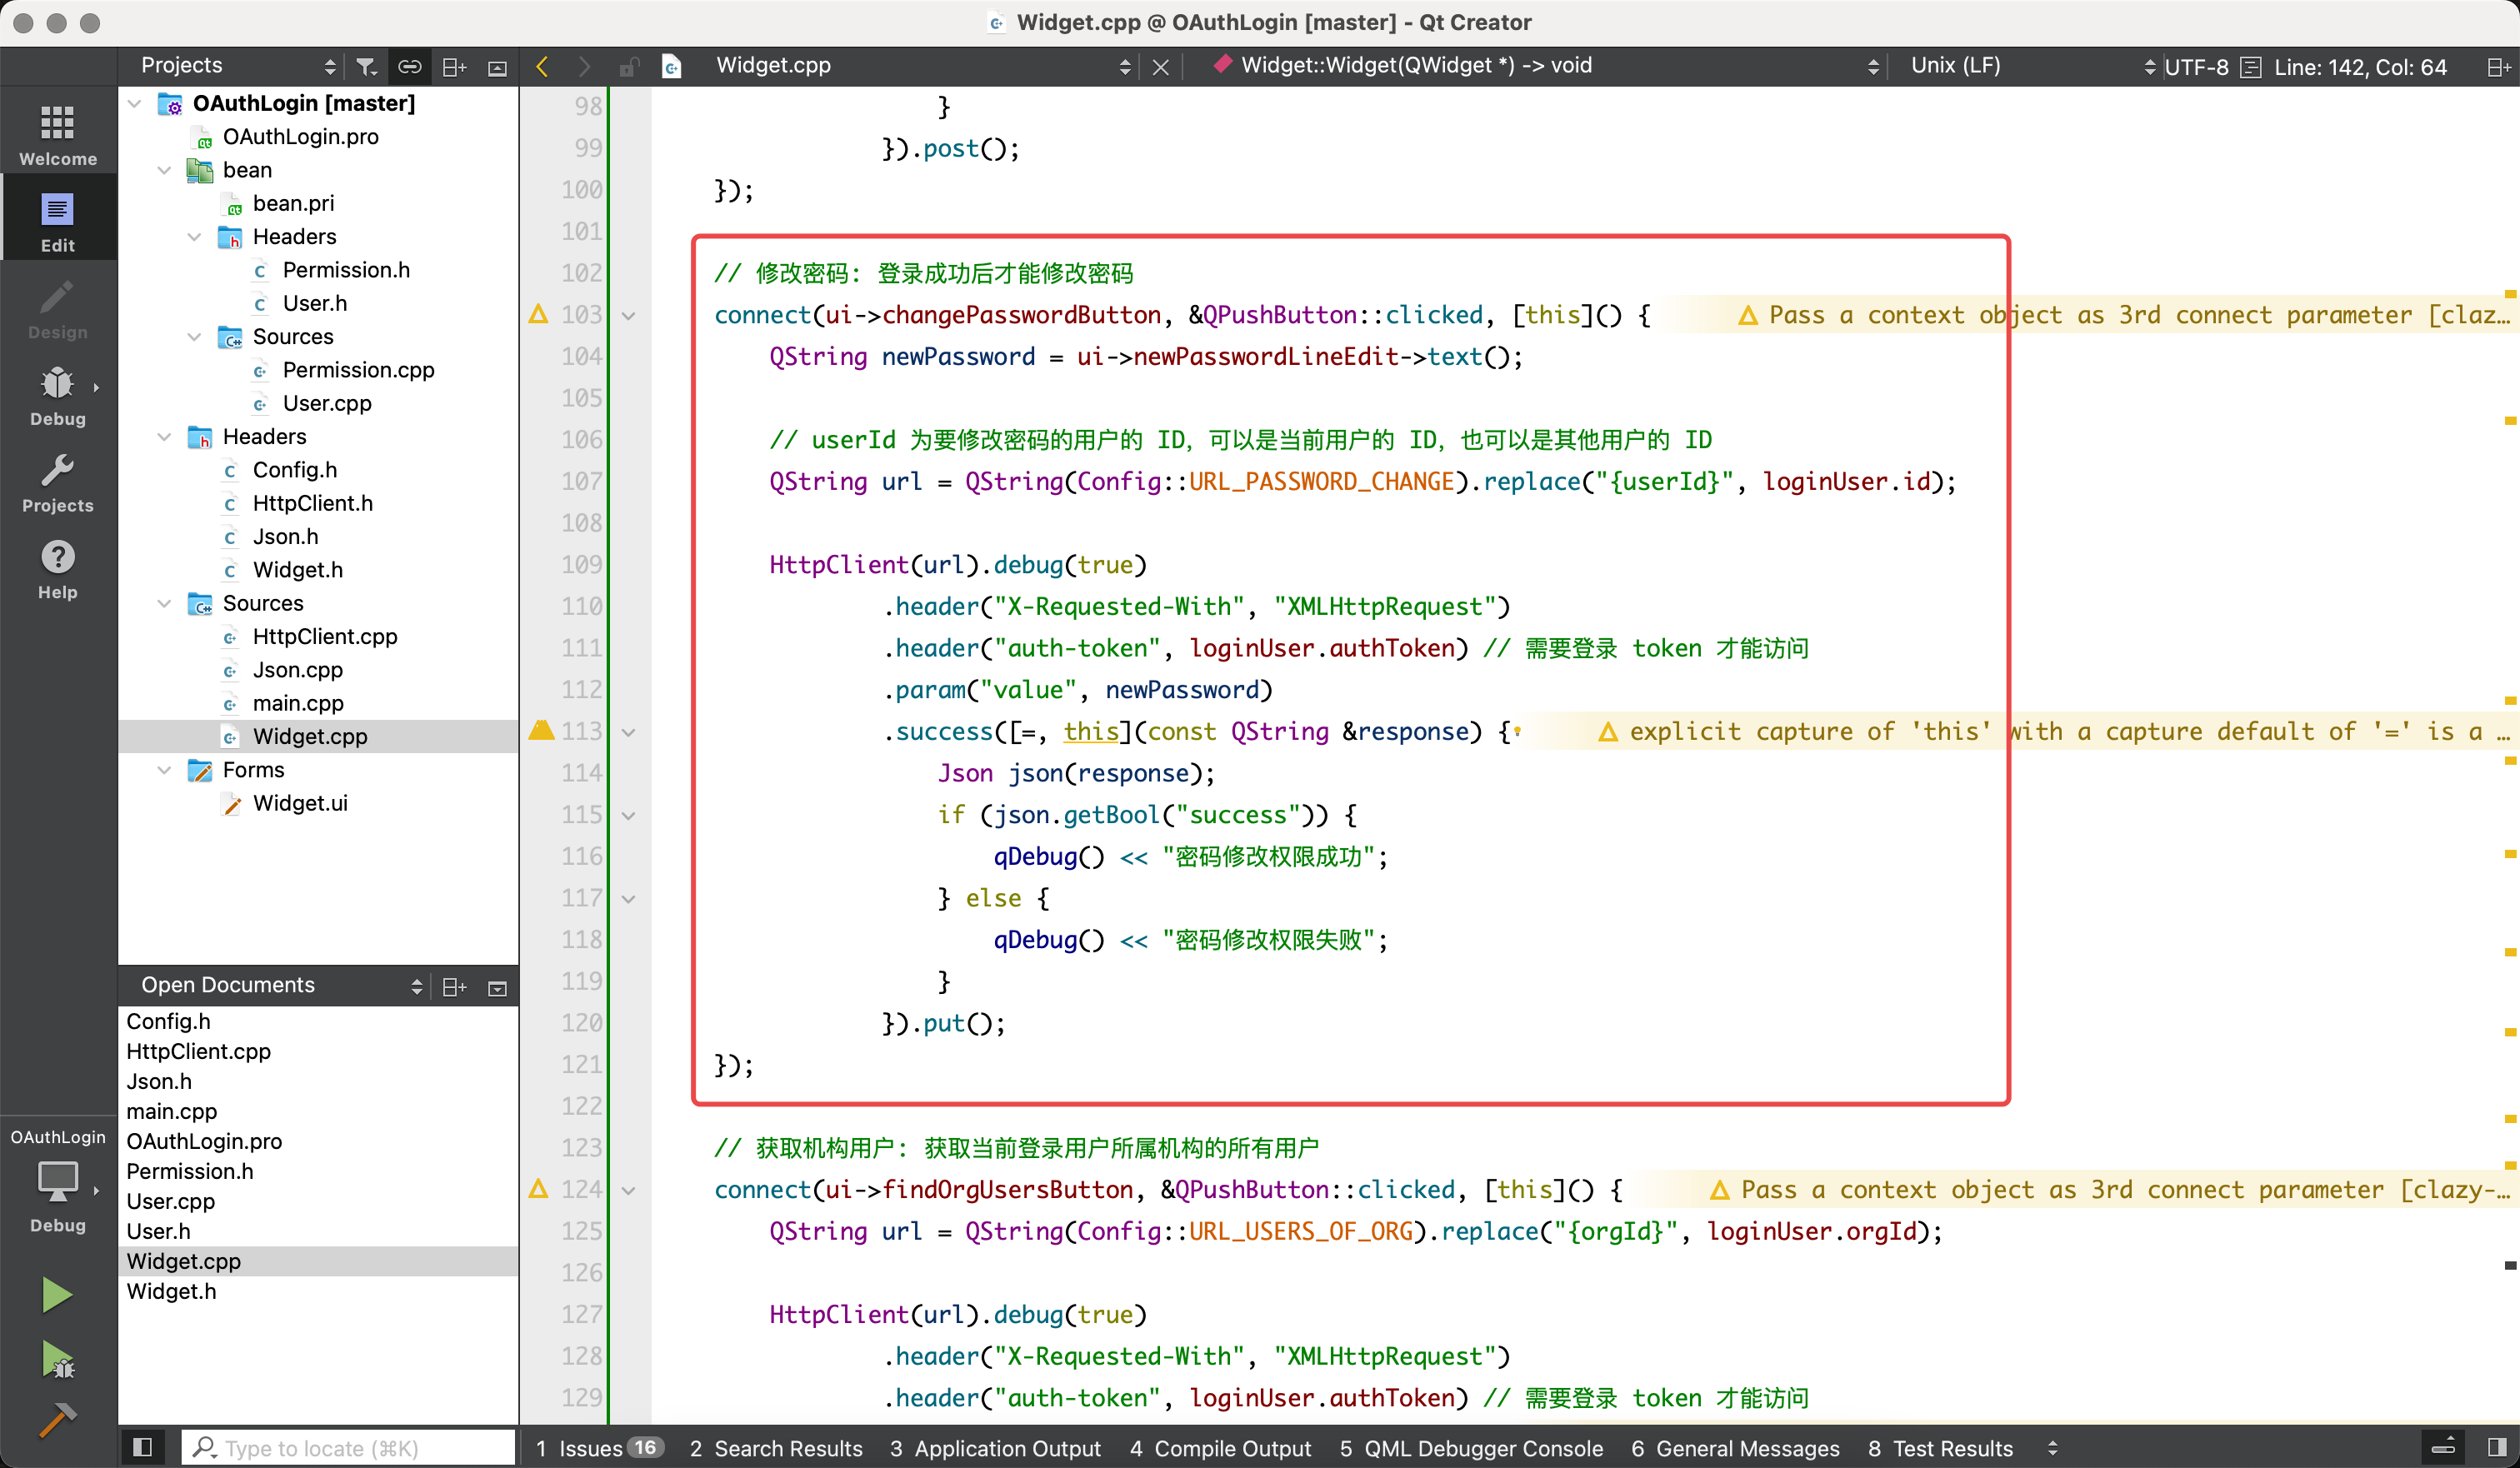 Widget.cpp @ OAuthLogin [master] - Qt Creator
Projects
Widget.cpp
Widget::Widget(QWidget *) -> void
Unix (LF)
UTF-8
Line: 142, Col: 64
Welcome
Edit
Design
Debug
Projects
Help
OAuthLogin
Debug
OAuthLogin [master]
OAuthLogin.pro
bean
bean.pri
Headers
Permission.h
User.h
Sources
Permission.cpp
User.cpp
Headers
Config.h
HttpClient.h
Json.h
Widget.h
Sources
HttpClient.cpp
Json.cpp
main.cpp
Widget.cpp
Forms
Widget.ui
Open Documents
Config.h
HttpClient.cpp
Json.h
main.cpp
OAuthLogin.pro
Permission.h
User.cpp
User.h
Widget.cpp
Widget.h
98 }
99 }).post();
100 });
101
102 // 修改密码: 登录成功后才能修改密码
103 connect(ui->changePasswordButton, &QPushButton::clicked, [this]() { Pass a context object as 3rd connect parameter [claz…
104 QString newPassword = ui->newPasswordLineEdit->text();
105
106 // userId 为要修改密码的用户的 ID, 可以是当前用户的 ID, 也可以是其他用户的 ID
107 QString url = QString(Config::URL_PASSWORD_CHANGE).replace("{userId}", loginUser.id);
108
109 HttpClient(url).debug(true)
110 .header("X-Requested-With", "XMLHttpRequest")
111 .header("auth-token", loginUser.authToken) // 需要登录 token 才能访问
112 .param("value", newPassword)
113 .success([=, this](const QString &response) { explicit capture of 'this' with a capture default of '=' is a …
114 Json json(response);
115 if (json.getBool("success")) {
116 qDebug() << "密码修改权限成功";
117 } else {
118 qDebug() << "密码修改权限失败";
119 }
120 }).put();
121 });
122
123 // 获取机构用户: 获取当前登录用户所属机构的所有用户
124 connect(ui->findOrgUsersButton, &QPushButton::clicked, [this]() { Pass a context object as 3rd connect parameter [clazy-…
125 QString url = QString(Config::URL_USERS_OF_ORG).replace("{orgId}", loginUser.orgId);
126
127 HttpClient(url).debug(true)
128 .header("X-Requested-With", "XMLHttpRequest")
129 .header("auth-token", loginUser.authToken) // 需要登录 token 才能访问
Type to locate (⌘K)
1 Issues 16
2 Search Results
3 Application Output
4 Compile Output
5 QML Debugger Console
6 General Messages
8 Test Results